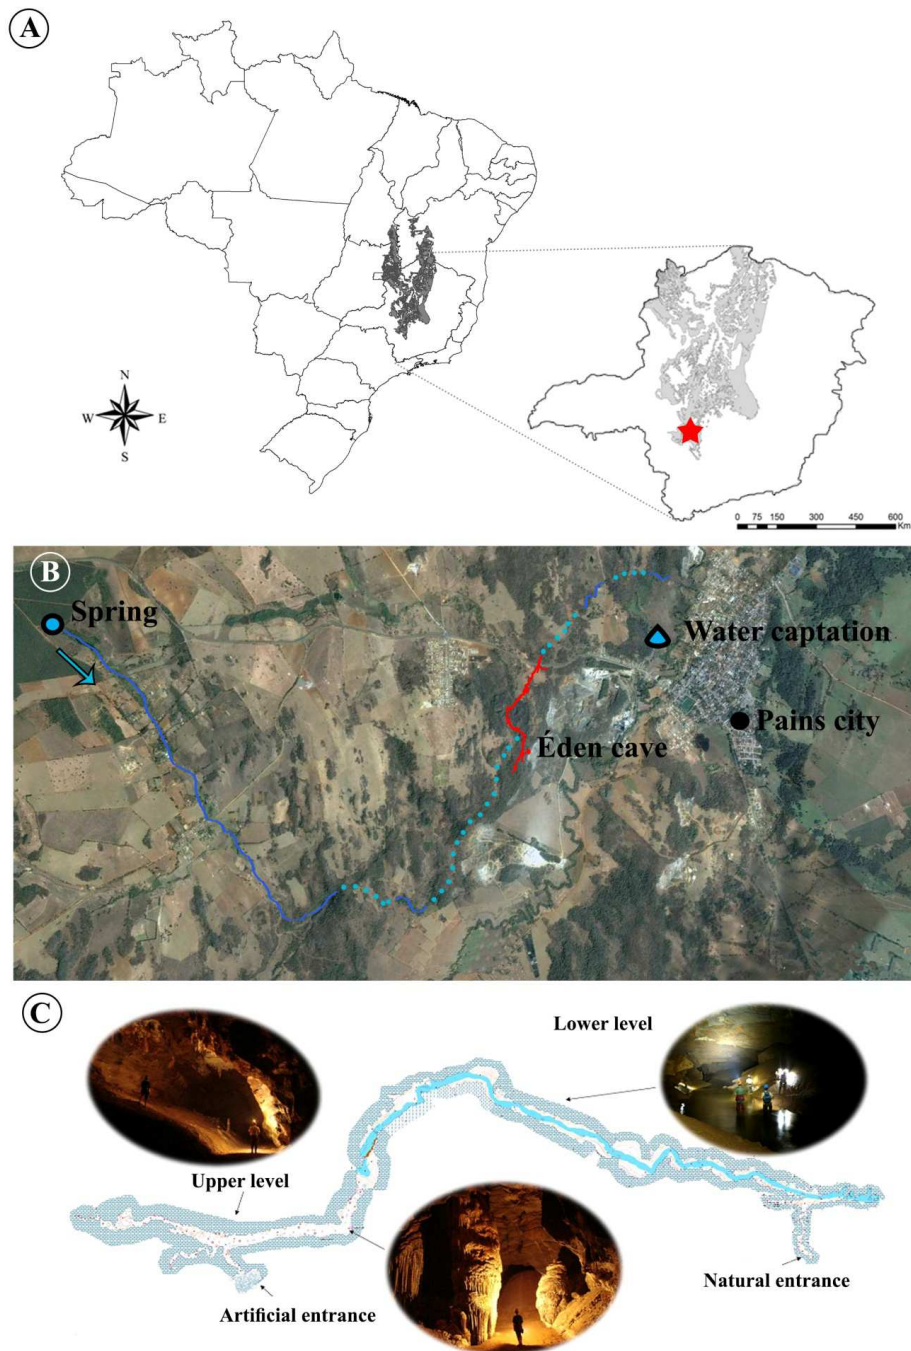 A
N
W E
S
0 75 150 300 450 600
Km
B
Spring
Water captation
Pains city
Éden cave
C
Lower level
Upper level
Natural entrance
Artificial entrance